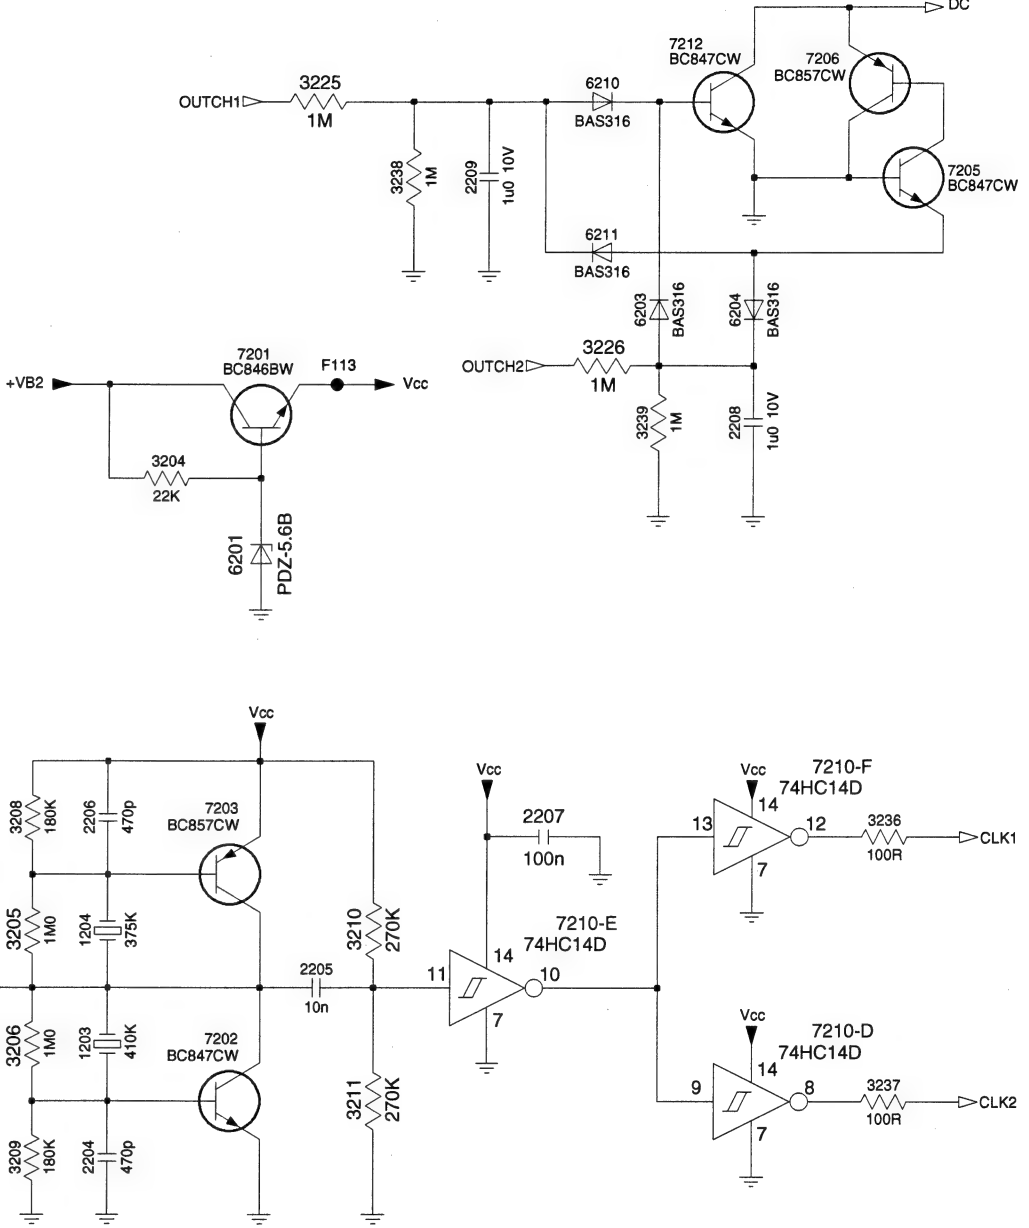 DC
7212
BC847CW
7206
BC857CW
3225
OUTCH1
1M
6210
BAS316
3238
1M
2209
1u0 10V
7205
BC847CW
6211
BAS316
6203
BAS316
6204
BAS316
3226
OUTCH2
1M
3239
1M
2208
1u0 10V
7201
BC846BW
F113
+VB2
Vcc
3204
22K
6201
PDZ-5.6B
Vcc
3208
180K
2206
470p
7203
BC857CW
3205
1M0
1204
375K
3210
270K
2205
10n
3206
1M0
1203
410K
7202
BC847CW
3211
270K
3209
180K
2204
470p
Vcc
2207
100n
7210-E
74HC14D
14
11
10
7
Vcc
7210-F
74HC14D
14
13
12
7
3236
100R
CLK1
Vcc
7210-D
74HC14D
14
9
8
7
3237
100R
CLK2